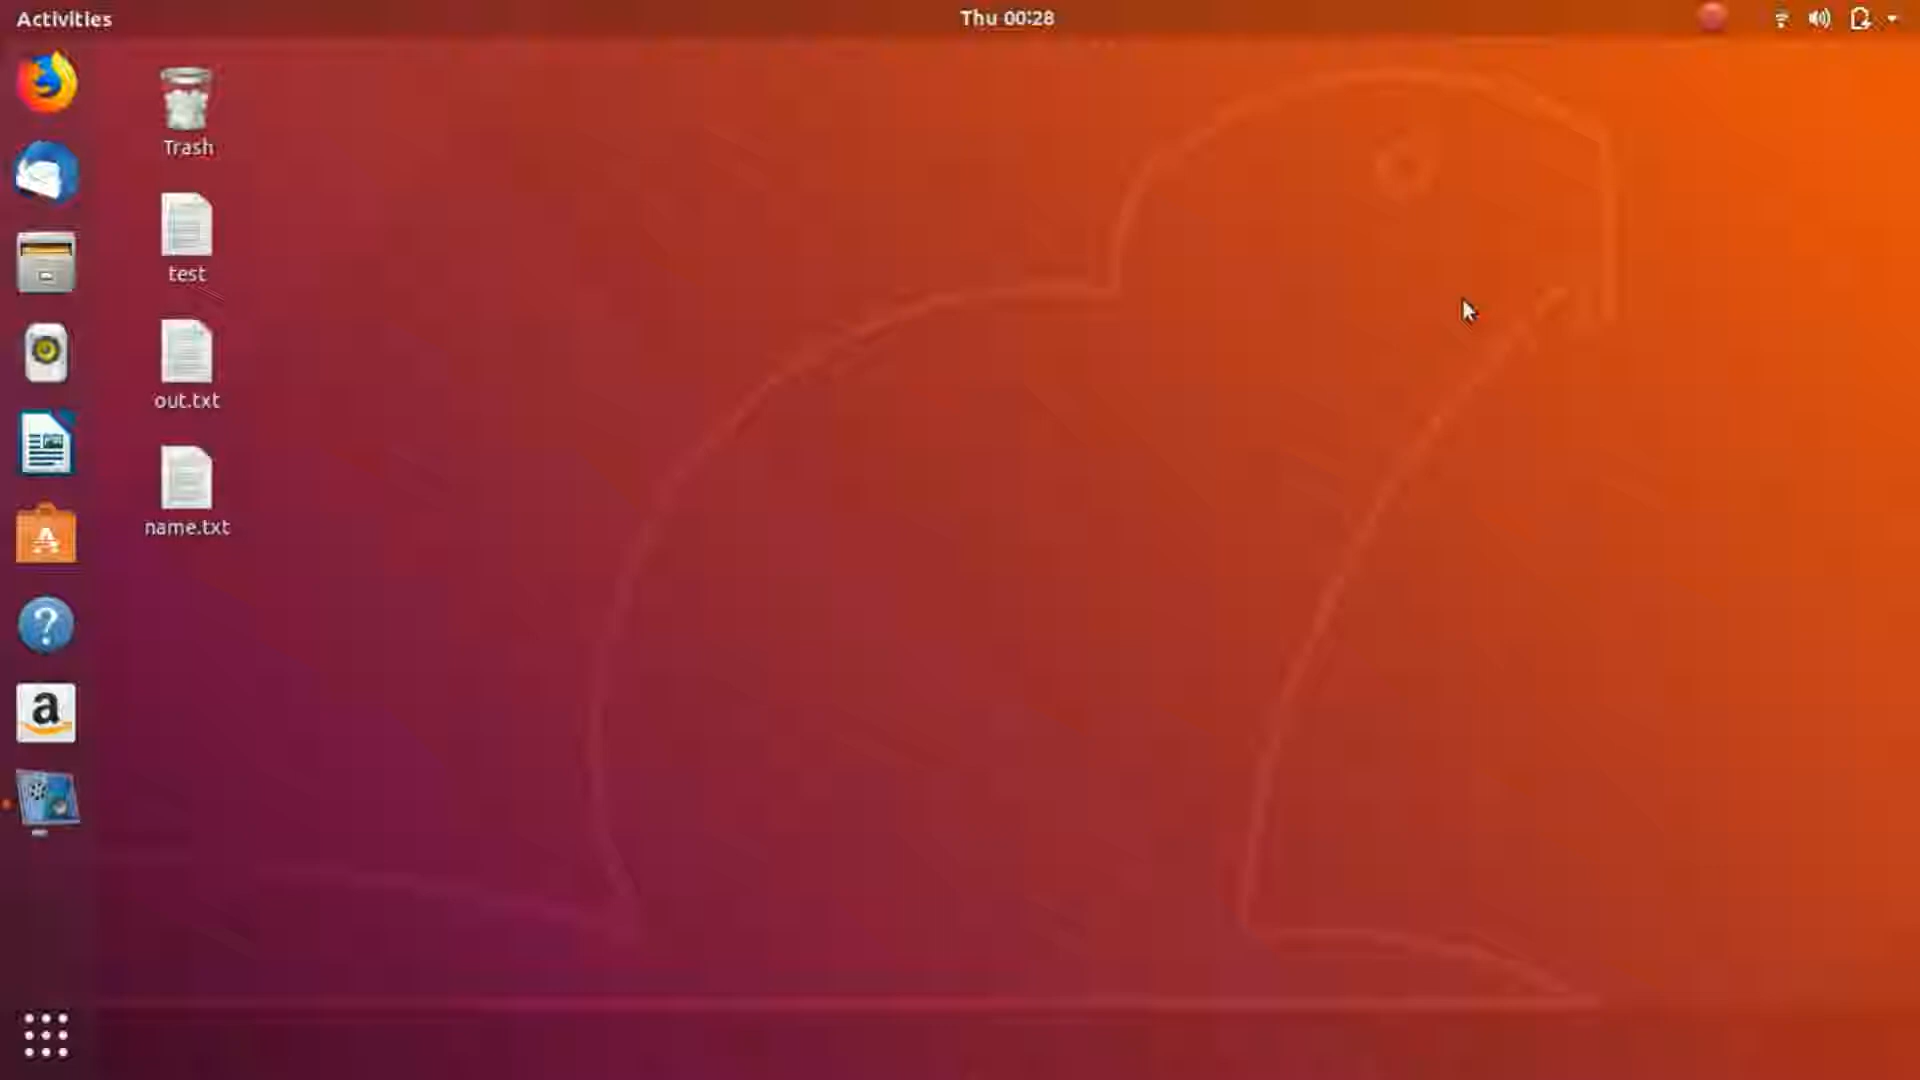 Activities
Thu 00:28
Trash
test
out.txt
name.txt